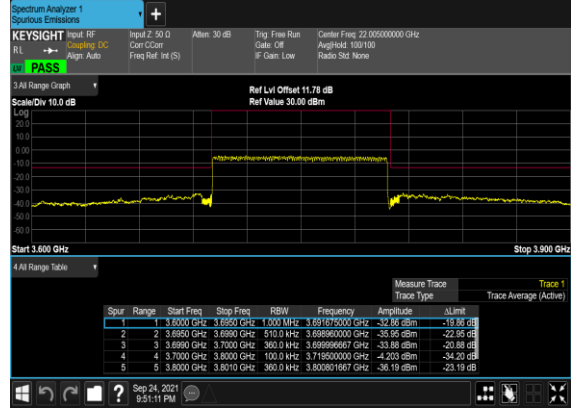 Spectrum Analyzer 1
Spurious Emissions
KEYSIGHT Input: RF Input Z: 50 Ω Atten: 30 dB Trig: Free Run Center Freq: 22.005000000 GHz
RL Coupling: DC Corr CCorr Gate: Off Avg|Hold: 100/100
Align: Auto Freq Ref: Int (S) IF Gain: Low Radio Std: None
LW PASS
3 All Range Graph
Ref Lvl Offset 11.78 dB
Scale/Div 10.0 dB Ref Value 30.00 dBm
Log
20.0
10.0
0.00
-10.0
-20.0
-30.0
-40.0
-50.0
-60.0
Start 3.600 GHz Stop 3.900 GHz
4 All Range Table
Measure Trace Trace 1
Trace Type Trace Average (Active)
Spur Range Start Freq Stop Freq RBW Frequency Amplitude ΔLimit
1 1 3.6000 GHz 3.6950 GHz 1.000 MHz 3.691675000 GHz -32.86 dBm -19.86 dB
2 2 3.6950 GHz 3.6990 GHz 510.0 kHz 3.698960000 GHz -35.95 dBm -22.95 dB
3 3 3.6990 GHz 3.7000 GHz 360.0 kHz 3.699996667 GHz -33.88 dBm -20.88 dB
4 4 3.7000 GHz 3.8000 GHz 100.0 kHz 3.719500000 GHz -4.203 dBm -34.20 dB
5 5 3.8000 GHz 3.8010 GHz 360.0 kHz 3.800801667 GHz -36.19 dBm -23.19 dB
? Sep 24, 2021
9:51:11 PM